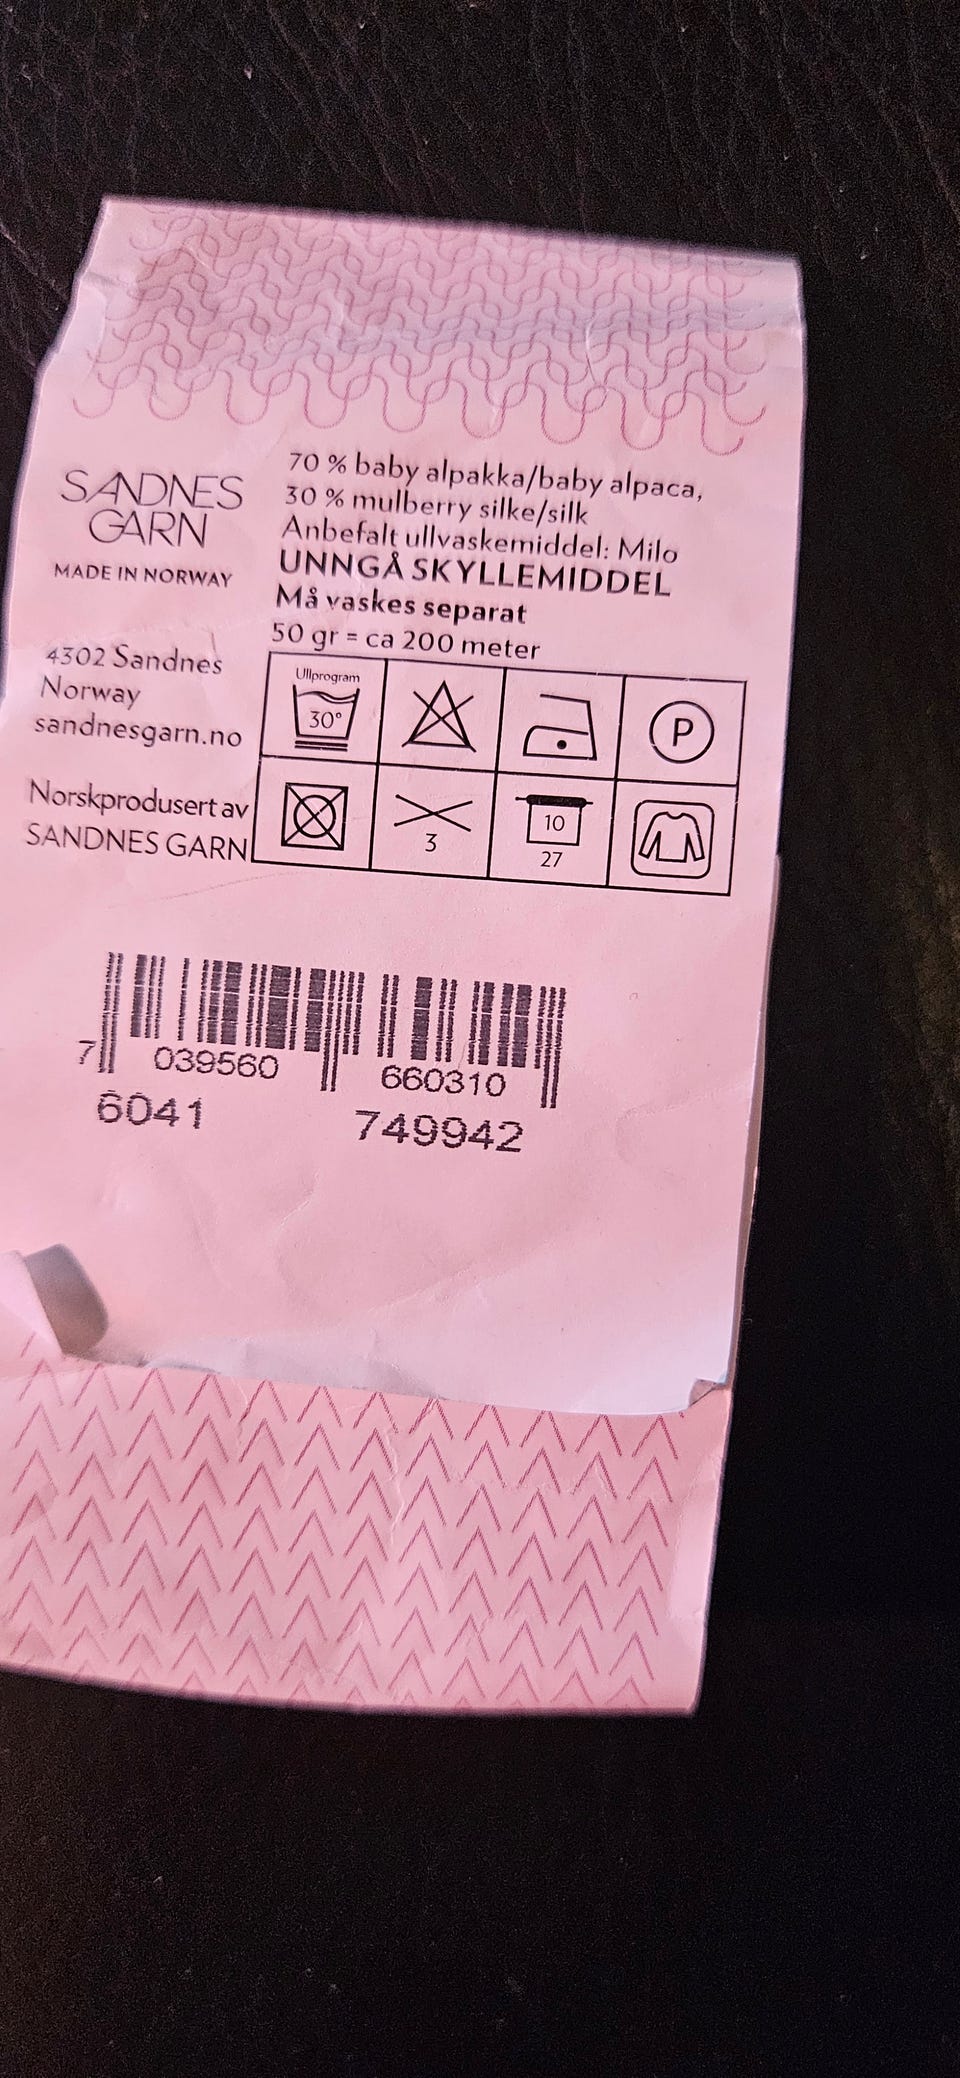 SANDNES
GARN
MADE IN NORWAY
4302 Sandnes
Norway
sandnesgarn.no
Norskprodusert av
SANDNES GARN
70 % baby alpakka/baby alpaca,
30 % mulberry silke/silk
Anbefalt ullvaskemiddel: Milo
UNNGÅ SKYLLEMIDDEL
Må vaskes separat
50 gr = ca 200 meter
Ullprogram
30°
P
3
10
27
7 039560 660310
6041 749942